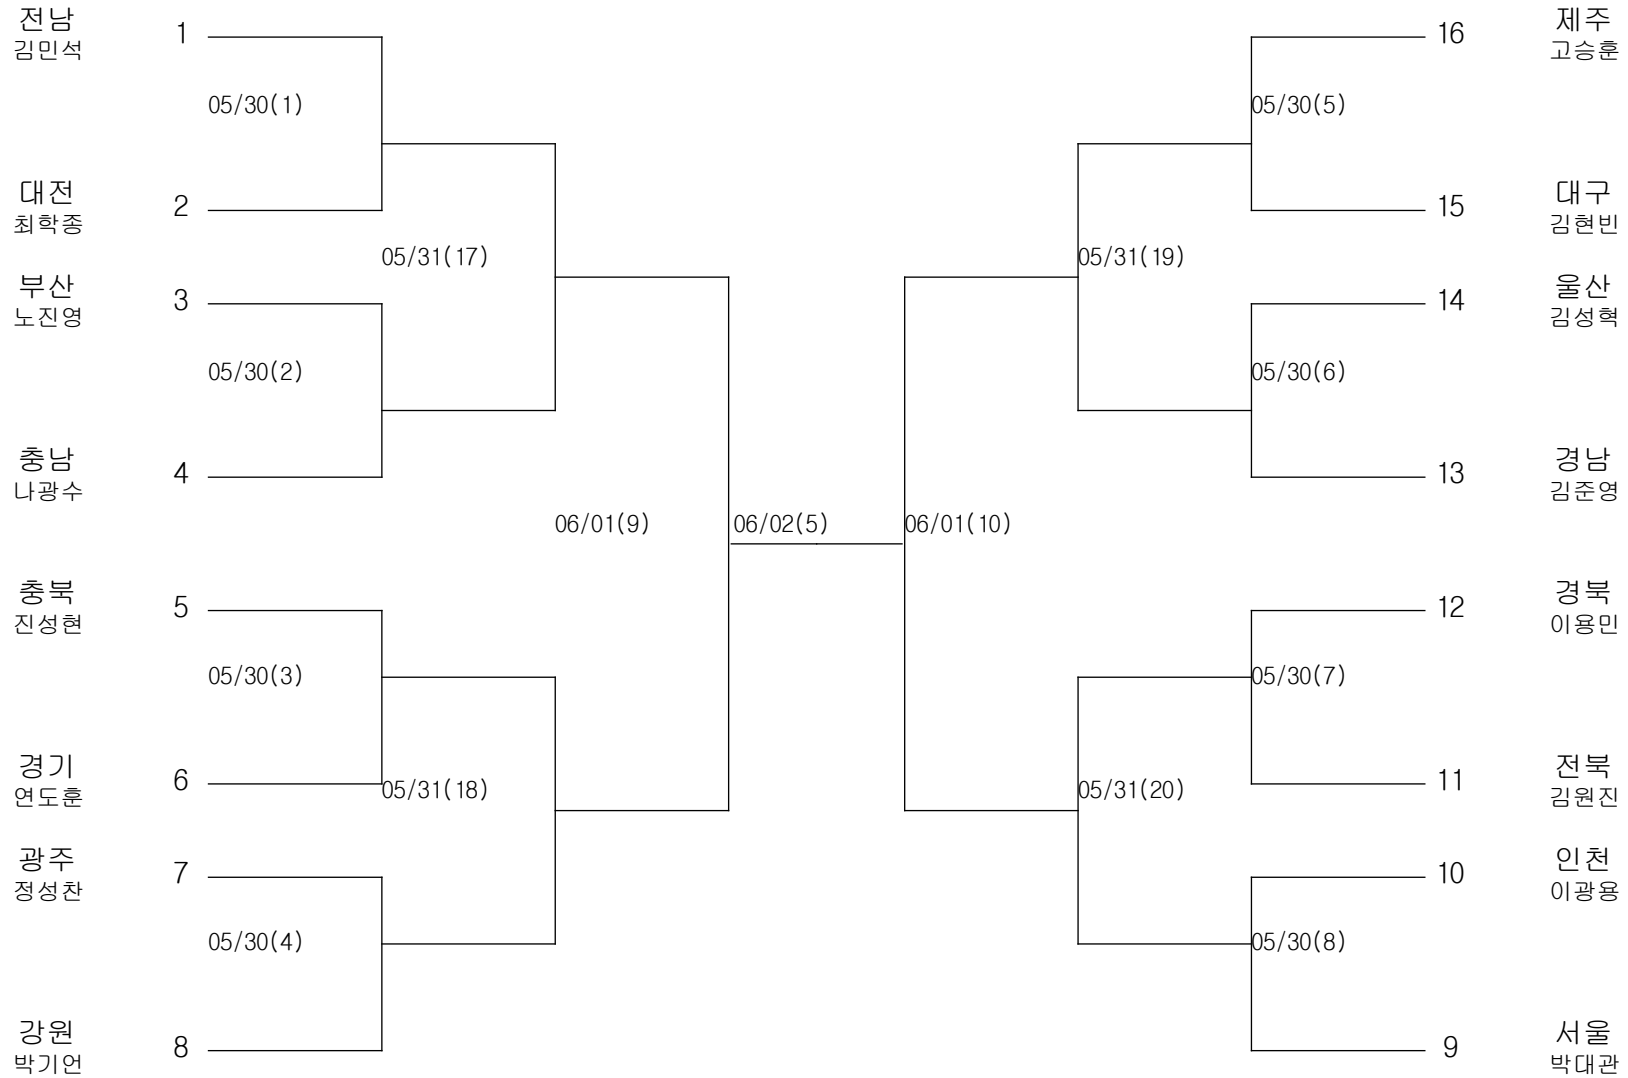 전남
김민석
1
05/30(1)
대전
최학종
2
05/31(17)
부산
노진영
3
05/30(2)
충남
나광수
4
06/01(9)
충북
진성현
5
05/30(3)
경기
연도훈
6
05/31(18)
광주
정성찬
7
05/30(4)
강원
박기언
8
06/02(5)
16
제주
고승훈
05/30(5)
15
대구
김현빈
05/31(19)
14
울산
김성혁
05/30(6)
13
경남
김준영
06/01(10)
12
경북
이용민
05/30(7)
11
전북
김원진
05/31(20)
10
인천
이광용
05/30(8)
9
서울
박대관